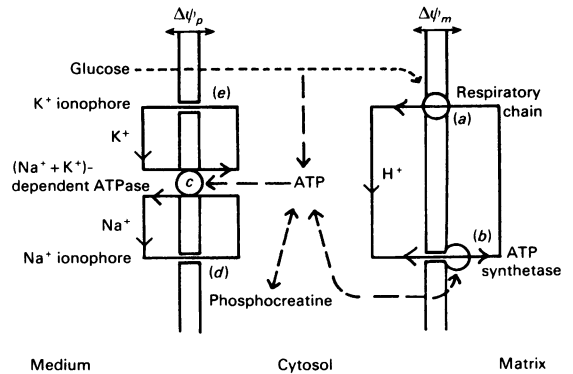 Δψp
Δψm
Glucose
(e)
Respiratory
chain
K+ ionophore
(a)
K+
H+
(Na+ + K+)-
dependent ATPase
c
ATP
Na+
(b)
ATP
synthetase
Na+ ionophore
(d)
Phosphocreatine
Medium
Cytosol
Matrix